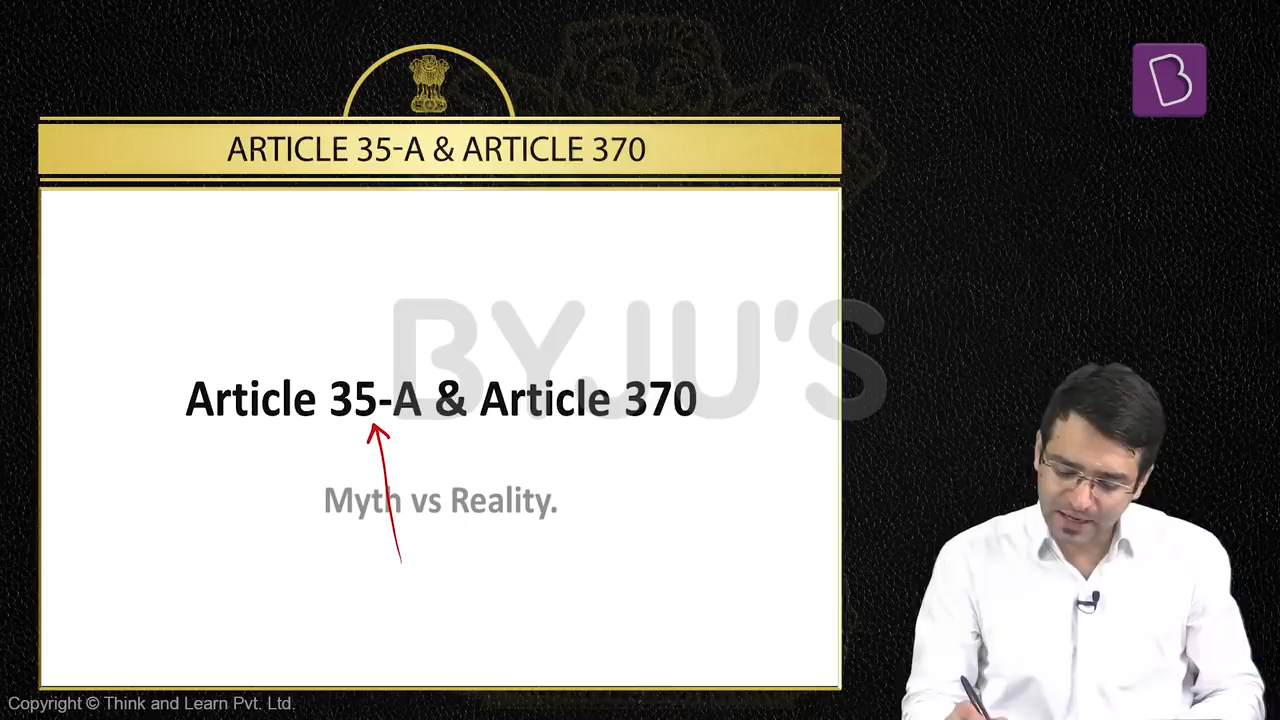 ARTICLE 35-A & ARTICLE 370
BYJU'S
Article 35-A & Article 370
Myth vs Reality.
Copyright © Think and Learn Pvt. Ltd.